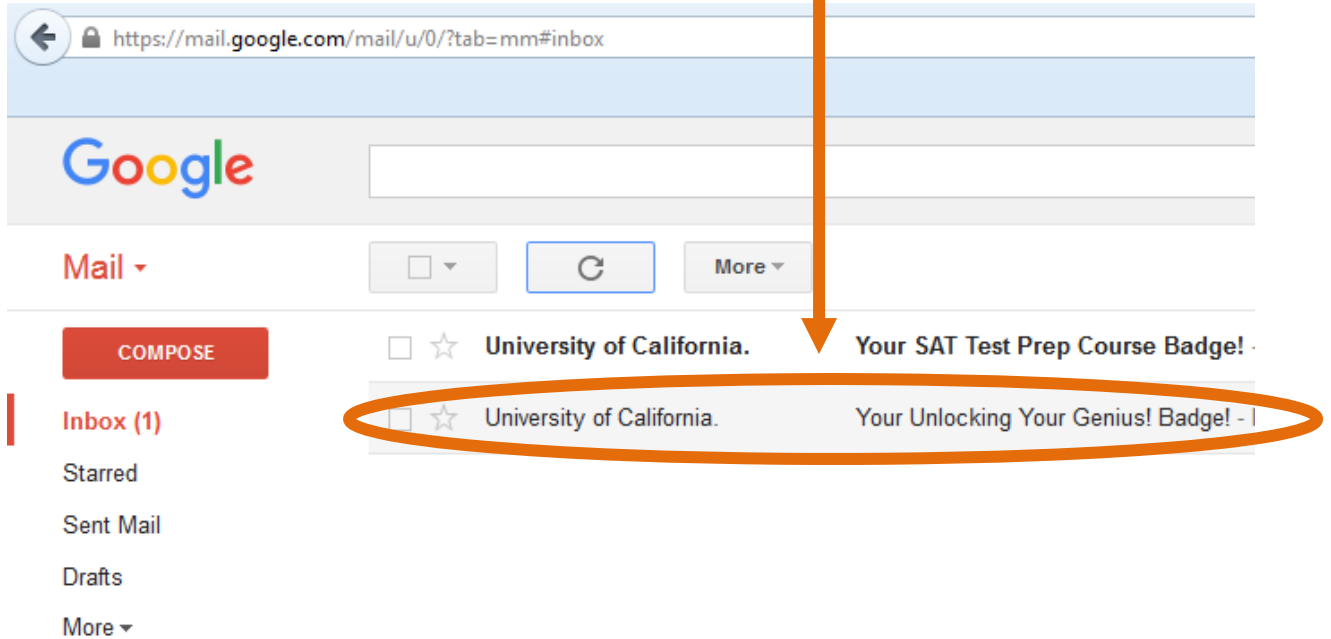 https://mail.google.com/mail/u/0/?tab=mm#inbox
Google
Mail
More
COMPOSE
University of California. Your SAT Test Prep Course Badge! -
Inbox (1)
University of California. Your Unlocking Your Genius! Badge! -
Starred
Sent Mail
Drafts
More